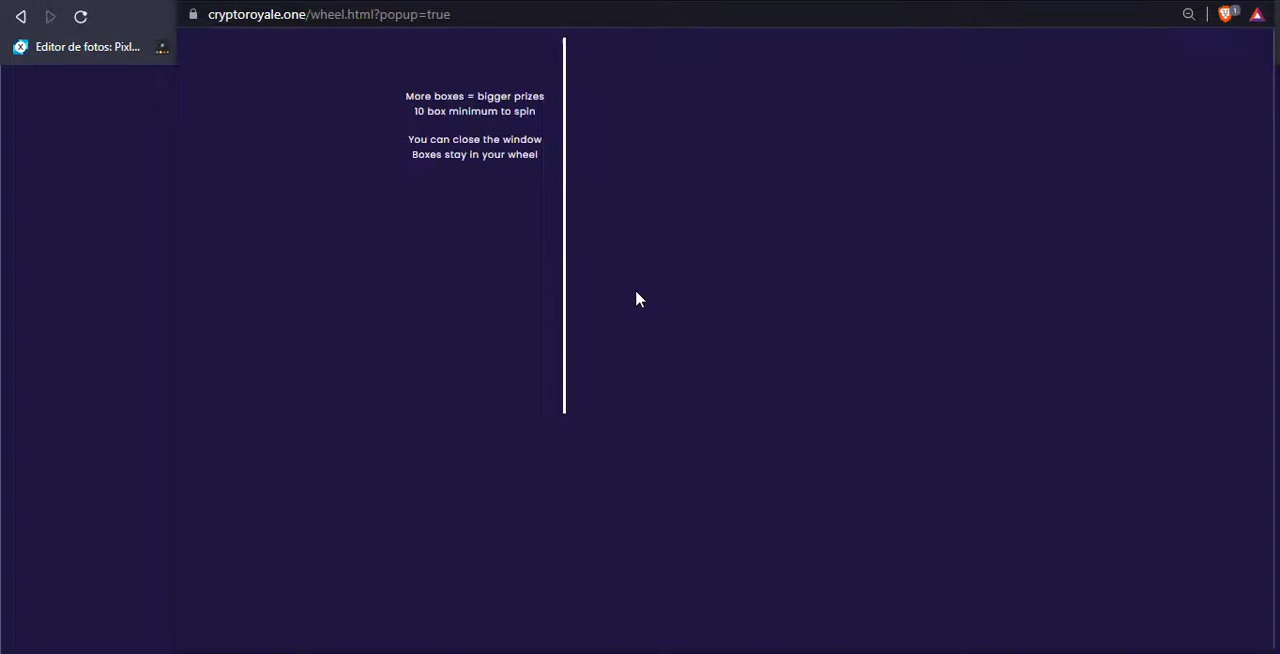 cryptoroyale.one/wheel.html?popup=true
1
Editor de fotos: Pixl...
More boxes = bigger prizes
10 box minimum to spin
You can close the window
Boxes stay in your wheel